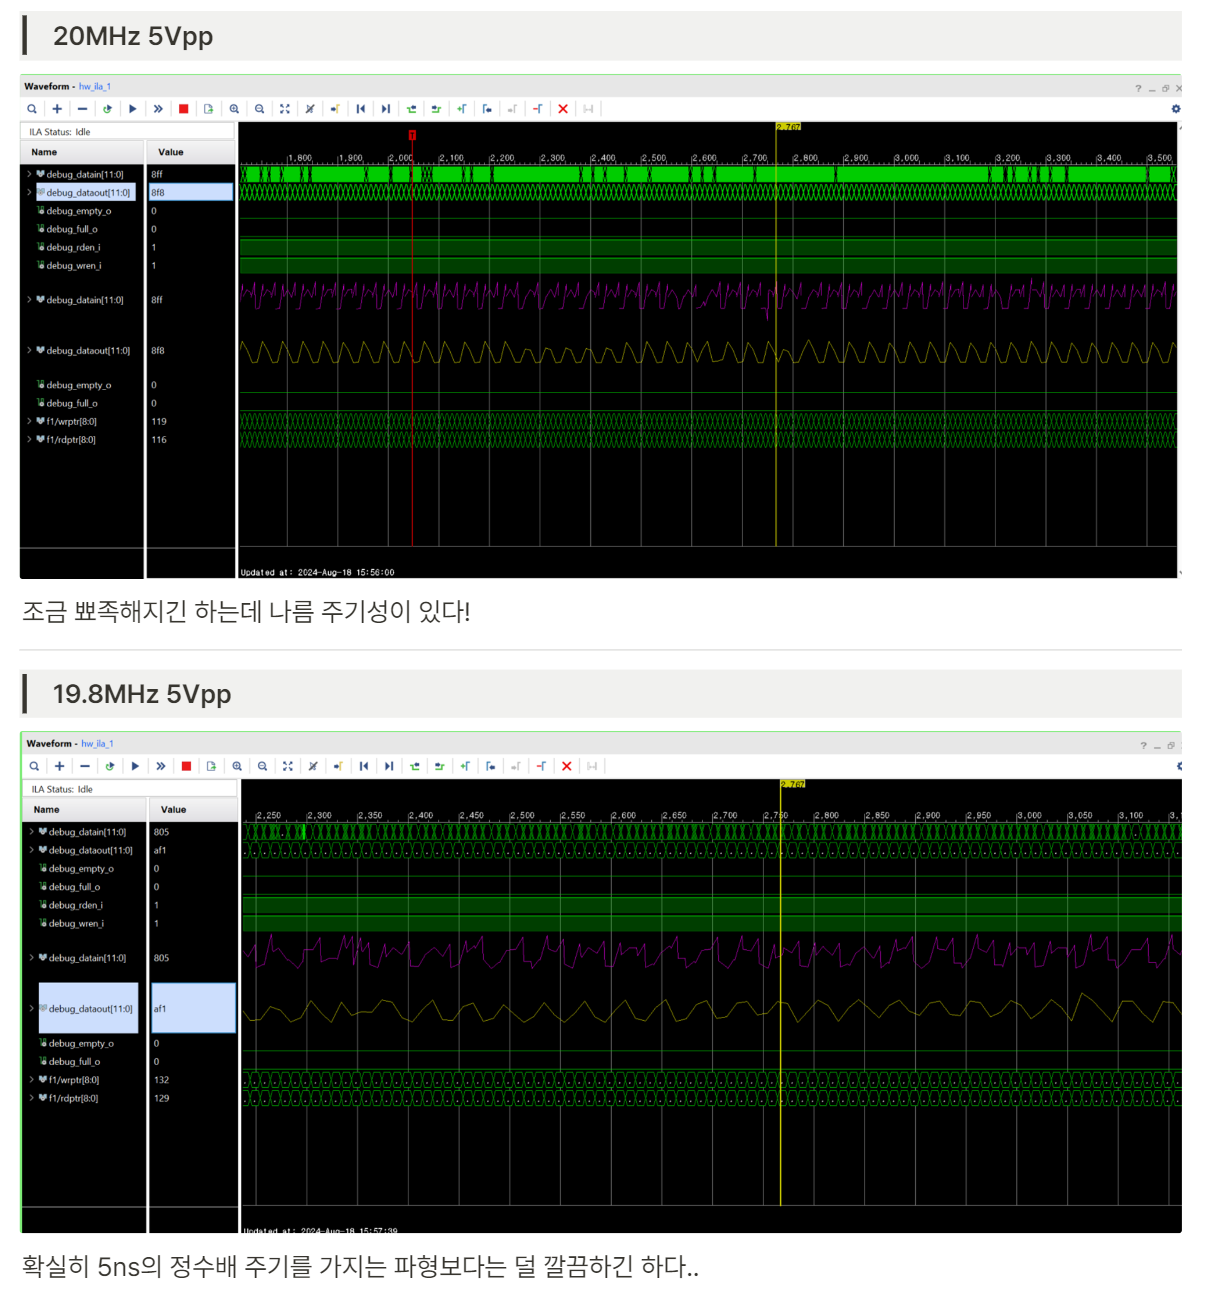 20MHz 5Vpp
Waveform - hw_ila_1
ILA Status: Idle
2,767
Name Value
1,800 1,900 2,000 2,100 2,200 2,300 2,400 2,500 2,600 2,700 2,800 2,900 3,000 3,100 3,200 3,300 3,400 3,500
debug_datain[11:0] 8ff
debug_dataout[11:0] 8f8
debug_empty_o 0
debug_full_o 0
debug_rden_i 1
debug_wren_i 1
debug_datain[11:0] 8ff
debug_dataout[11:0] 8f8
debug_empty_o 0
debug_full_o 0
f1/wrptr[8:0] 119
f1/rdptr[8:0] 116
Updated at: 2024-Aug-18 15:56:00
조금 뾰족해지긴 하는데 나름 주기성이 있다!
19.8MHz 5Vpp
Waveform - hw_ila_1
ILA Status: Idle
2,767
Name Value
2,250 2,300 2,350 2,400 2,450 2,500 2,550 2,600 2,650 2,700 2,750 2,800 2,850 2,900 2,950 3,000 3,050 3,100 3,
debug_datain[11:0] 805
debug_dataout[11:0] af1
debug_empty_o 0
debug_full_o 0
debug_rden_i 1
debug_wren_i 1
debug_datain[11:0] 805
debug_dataout[11:0] af1
debug_empty_o 0
debug_full_o 0
f1/wrptr[8:0] 132
f1/rdptr[8:0] 129
Updated at: 2024-Aug-18 15:57:39
확실히 5ns의 정수배 주기를 가지는 파형보다는 덜 깔끔하긴 하다..